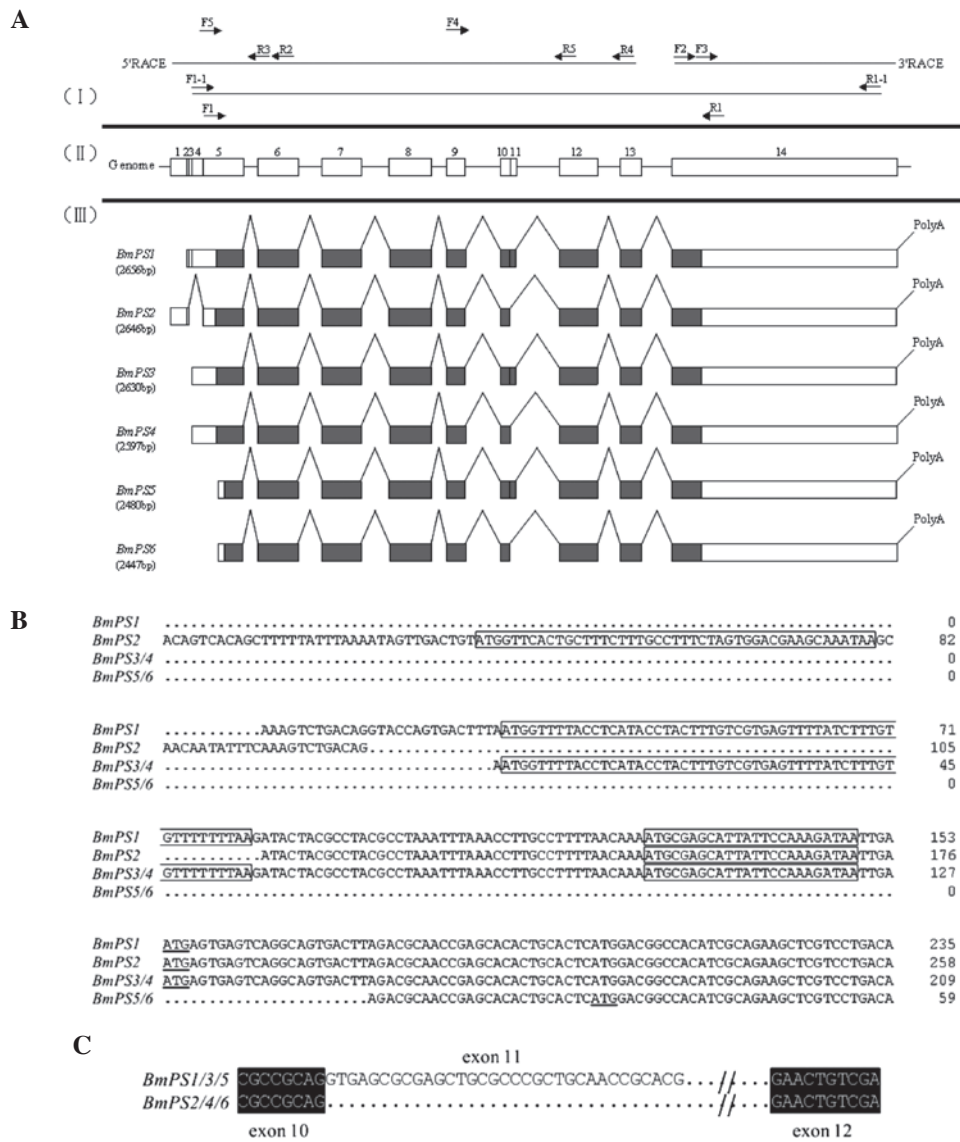 A
F5
F4
R3
R2
R5
R4
F2
F3
5'RACE
3'RACE
F1-1
R1-1
(Ⅰ)
F1
R1
(Ⅱ)
Genome
1 2 3 4 5 6 7 8 9 10 11 12 13 14
(Ⅲ)
PolyA
BmPS1
(2656bp)
PolyA
BmPS2
(2646bp)
PolyA
BmPS3
(2630bp)
PolyA
BmPS4
(2597bp)
PolyA
BmPS5
(2480bp)
PolyA
BmPS6
(2447bp)
B
BmPS1 .................................................................................. 0
BmPS2 ACAGTCACAGCTTTTTATTTAAAATAGTTGACTGTATGGTTCACTGCTTTCTTTGCCTTTCTAGTGGACGAAGCAAATAAGC 82
BmPS3/4 .................................................................................. 0
BmPS5/6 .................................................................................. 0
BmPS1 ...........AAAGTCTGACAGGTACCAGTGACTTTAATGGTTTTACCTCATACCTACTTTGTCGTGAGTTTTATCTTTGT 71
BmPS2 AACAATATTTCAAAGTCTGACAG........................................................... 105
BmPS3/4 .....................................AATGGTTTTACCTCATACCTACTTTGTCGTGAGTTTTATCTTTGT 45
BmPS5/6 .................................................................................. 0
BmPS1 GTTTTTTTAAGATACTACGCCTACGCCTAAATTTAAACCTTGCCTTTTAACAAAATGCGAGCATTATTCCAAAGATAATTGA 153
BmPS2 ...........ATACTACGCCTACGCCTAAATTTAAACCTTGCCTTTTAACAAAATGCGAGCATTATTCCAAAGATAATTGA 176
BmPS3/4 GTTTTTTTAAGATACTACGCCTACGCCTAAATTTAAACCTTGCCTTTTAACAAAATGCGAGCATTATTCCAAAGATAATTGA 127
BmPS5/6 .................................................................................. 0
BmPS1 ATGAGTGAGTCAGGCAGTGACTTAGACGCAACCGAGCACACTGCACTCATGGACGGCCACATCGCAGAAGCTCGTCCTGACA 235
BmPS2 ATGAGTGAGTCAGGCAGTGACTTAGACGCAACCGAGCACACTGCACTCATGGACGGCCACATCGCAGAAGCTCGTCCTGACA 258
BmPS3/4 ATGAGTGAGTCAGGCAGTGACTTAGACGCAACCGAGCACACTGCACTCATGGACGGCCACATCGCAGAAGCTCGTCCTGACA 209
BmPS5/6 .......................AGACGCAACCGAGCACACTGCACTCATGGACGGCCACATCGCAGAAGCTCGTCCTGACA 59
C
exon 11
BmPS1/3/5 CGCCGCAGGTGAGCGCGAGCTGCGCCCGCTGCAACCGCACG...//.. ..GAACTGTCGA
BmPS2/4/6 CGCCGCAG....................................//.. ..GAACTGTCGA
exon 10
exon 12